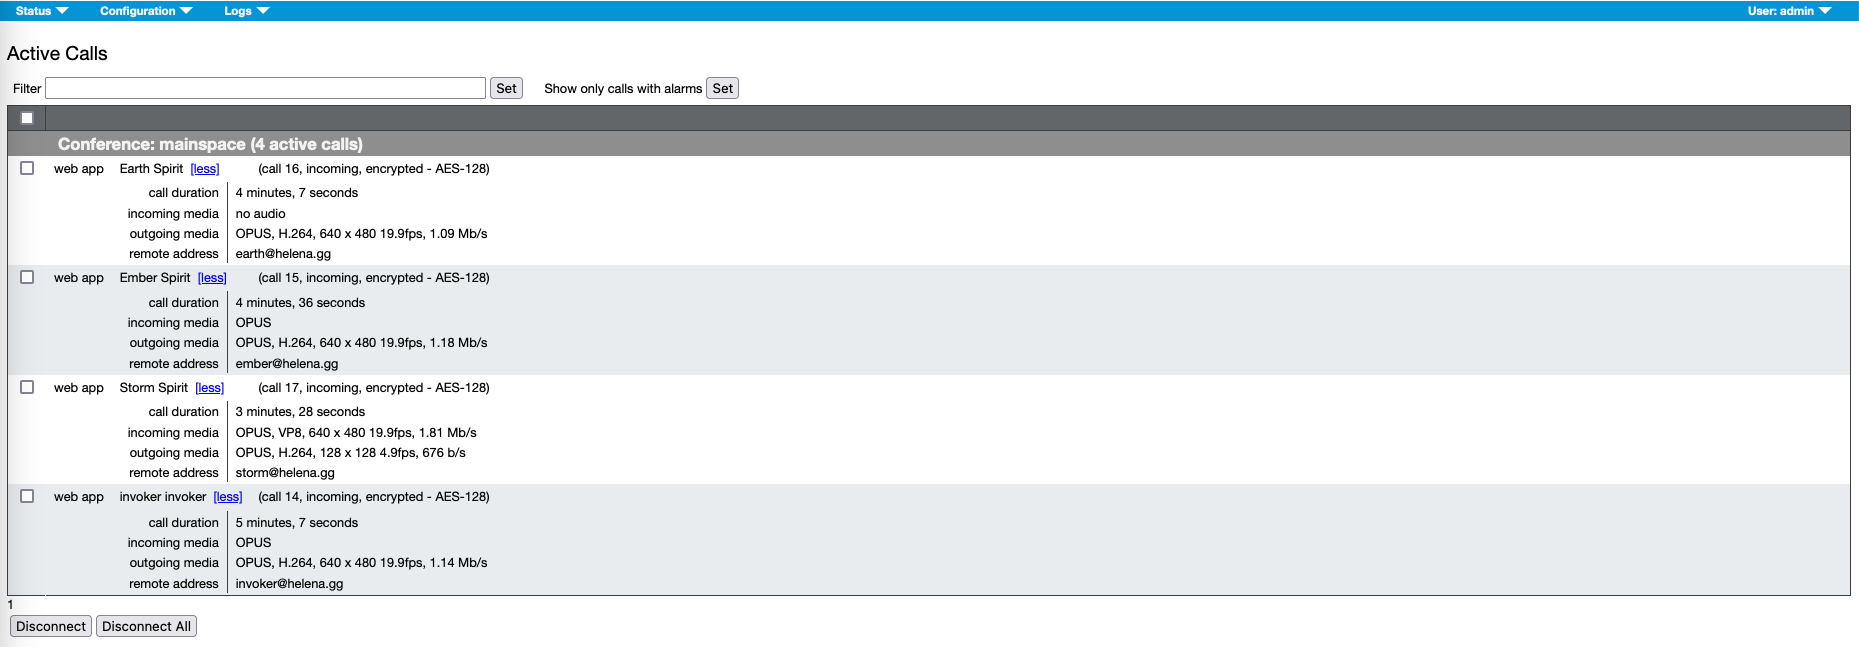 Status Configuration Logs User: admin
Active Calls
Filter Set Show only calls with alarms Set
Conference: mainspace (4 active calls)
web app Earth Spirit [less] (call 16, incoming, encrypted - AES-128)
call duration 4 minutes, 7 seconds
incoming media no audio
outgoing media OPUS, H.264, 640 x 480 19.9fps, 1.09 Mb/s
remote address earth@helena.gg
web app Ember Spirit [less] (call 15, incoming, encrypted - AES-128)
call duration 4 minutes, 36 seconds
incoming media OPUS
outgoing media OPUS, H.264, 640 x 480 19.9fps, 1.18 Mb/s
remote address ember@helena.gg
web app Storm Spirit [less] (call 17, incoming, encrypted - AES-128)
call duration 3 minutes, 28 seconds
incoming media OPUS, VP8, 640 x 480 19.9fps, 1.81 Mb/s
outgoing media OPUS, H.264, 128 x 128 4.9fps, 676 b/s
remote address storm@helena.gg
web app invoker invoker [less] (call 14, incoming, encrypted - AES-128)
call duration 5 minutes, 7 seconds
incoming media OPUS
outgoing media OPUS, H.264, 640 x 480 19.9fps, 1.14 Mb/s
remote address invoker@helena.gg
1
Disconnect Disconnect All